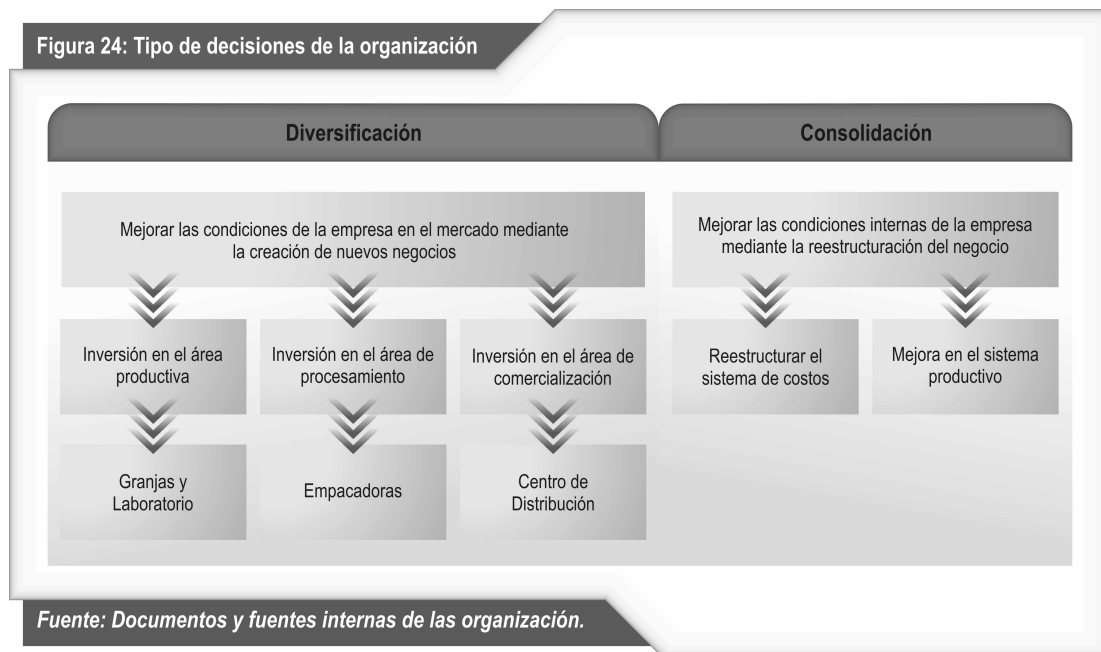 Figura 24: Tipo de decisiones de la organización
Diversificación
Consolidación
Mejorar las condiciones de la empresa en el mercado mediante
la creación de nuevos negocios
Mejorar las condiciones internas de la empresa
mediante la reestructuración del negocio
Inversión en el área
productiva
Inversión en el área de
procesamiento
Inversión en el área de
comercialización
Reestructurar el
sistema de costos
Mejora en el sistema
productivo
Granjas y
Laboratorio
Empacadoras
Centro de
Distribución
Fuente: Documentos y fuentes internas de las organización.